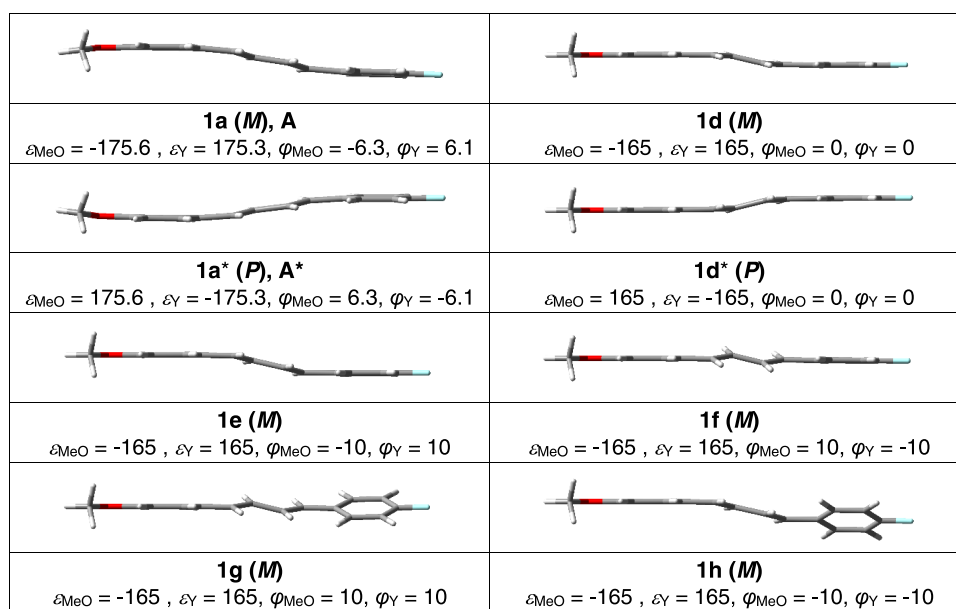 1a (M), A
εMeO = -175.6 , εY = 175.3, φMeO = -6.3, φY = 6.1
1d (M)
εMeO = -165 , εY = 165, φMeO = 0, φY = 0
1a* (P), A*
εMeO = 175.6 , εY = -175.3, φMeO = 6.3, φY = -6.1
1d* (P)
εMeO = 165 , εY = -165, φMeO = 0, φY = 0
1e (M)
εMeO = -165 , εY = 165, φMeO = -10, φY = 10
1f (M)
εMeO = -165 , εY = 165, φMeO = 10, φY = -10
1g (M)
εMeO = -165 , εY = 165, φMeO = 10, φY = 10
1h (M)
εMeO = -165 , εY = 165, φMeO = -10, φY = -10